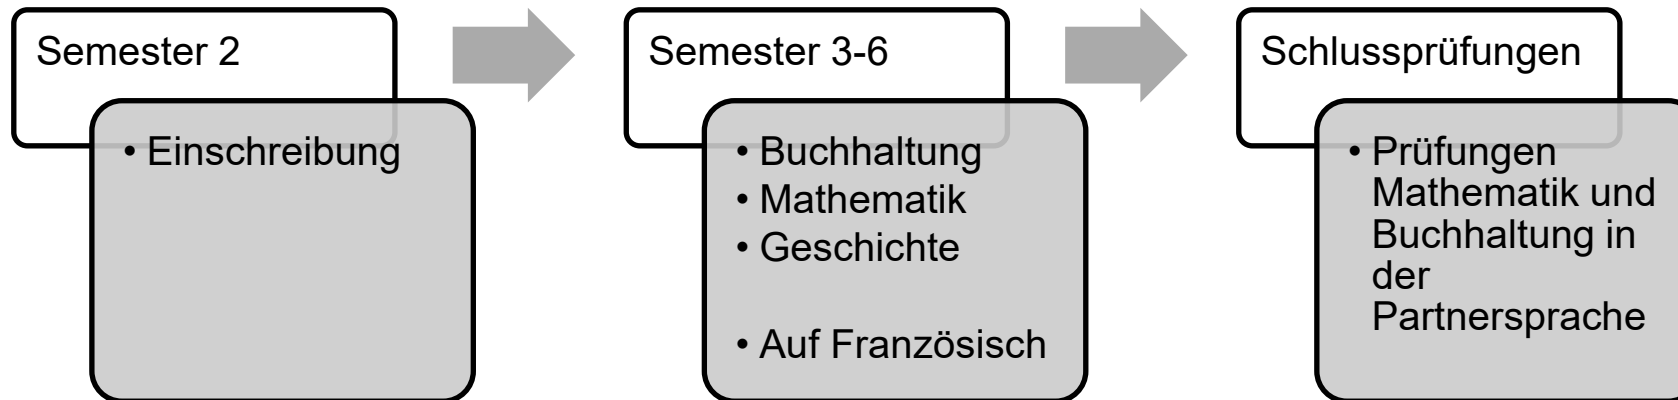 Semester 2
• Einschreibung
Semester 3-6
• Buchhaltung
• Mathematik
• Geschichte
• Auf Französisch
Schlussprüfungen
• Prüfungen
Mathematik und
Buchhaltung in
der
Partnersprache